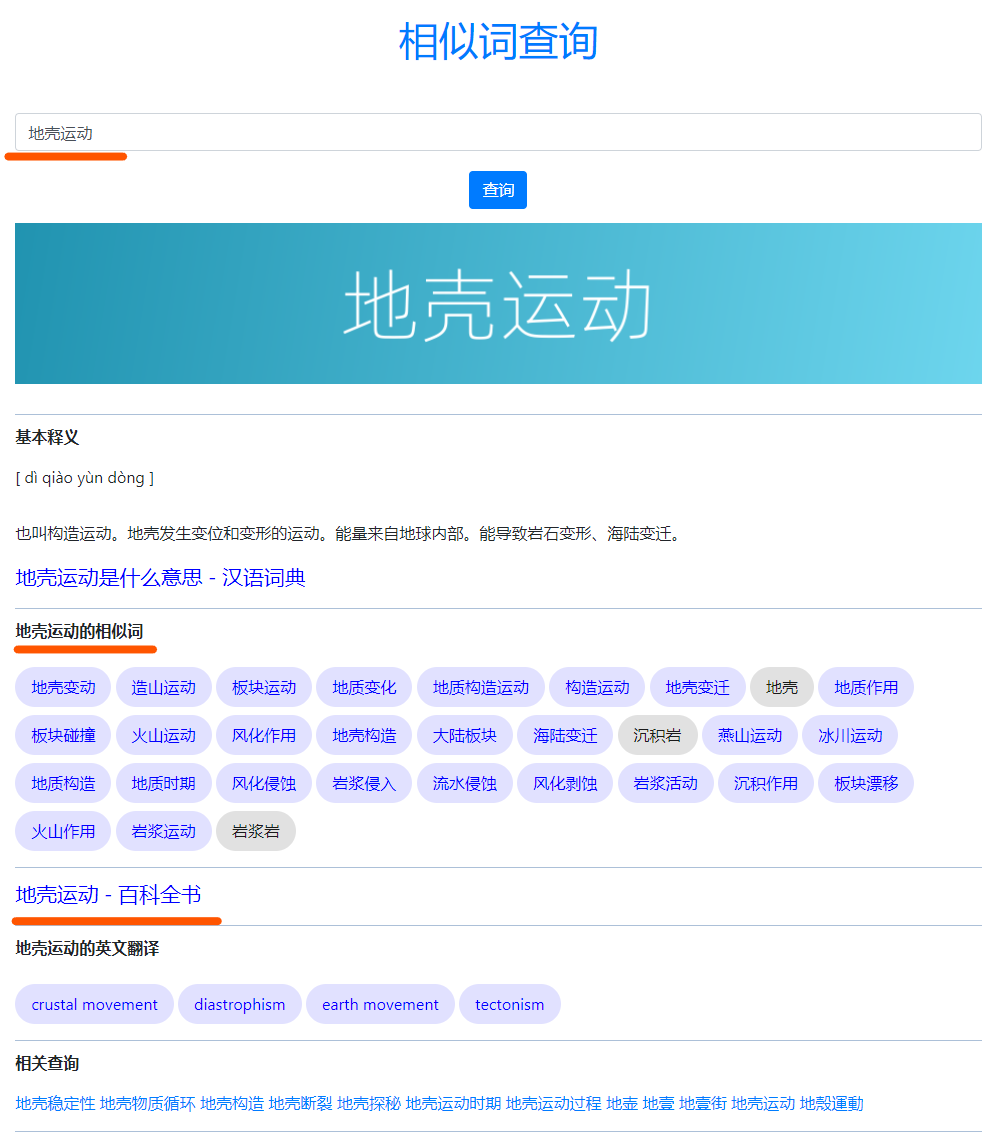 相似词查询
地壳运动
查询
地壳运动
基本释义
[ dì qiào yùn dòng ]
也叫构造运动。地壳发生变位和变形的运动。能量来自地球内部。能导致岩石变形、海陆变迁。
地壳运动是什么意思 - 汉语词典
地壳运动的相似词
地壳变动 造山运动 板块运动 地质变化 地质构造运动 构造运动 地壳变迁 地壳 地质作用
板块碰撞 火山运动 风化作用 地壳构造 大陆板块 海陆变迁 沉积岩 燕山运动 冰川运动
地质构造 地质时期 风化侵蚀 岩浆侵入 流水侵蚀 风化剥蚀 岩浆活动 沉积作用 板块漂移
火山作用 岩浆运动 岩浆岩
地壳运动 - 百科全书
地壳运动的英文翻译
crustal movement diastrophism earth movement tectonism
相关查询
地壳稳定性 地壳物质循环 地壳构造 地壳断裂 地壳探秘 地壳运动时期 地壳运动过程 地壶 地壹 地壹街 地壳运动 地殼運動